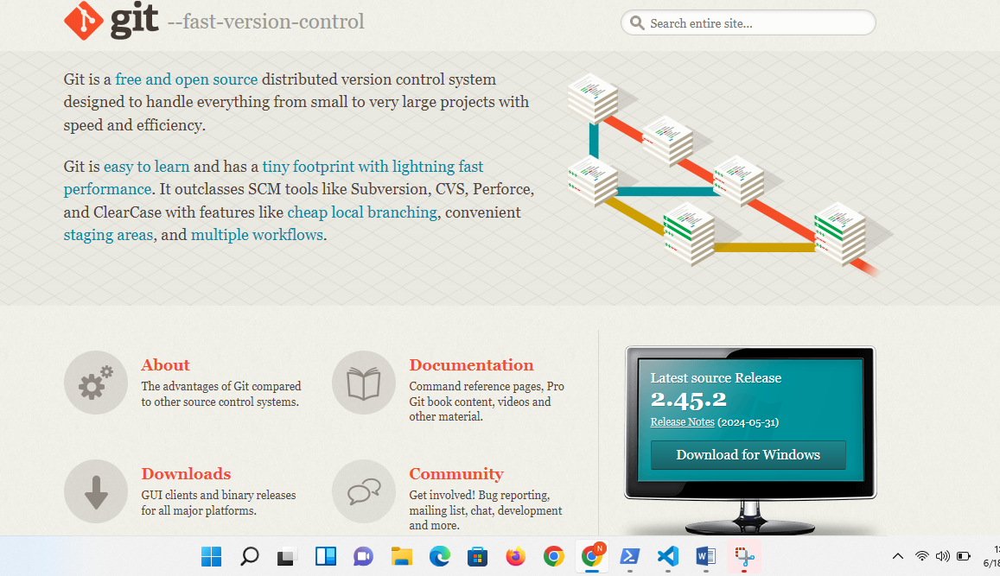 git --fast-version-control
Search entire site...
Git is a free and open source distributed version control system
designed to handle everything from small to very large projects with
speed and efficiency.
Git is easy to learn and has a tiny footprint with lightning fast
performance. It outclasses SCM tools like Subversion, CVS, Perforce,
and ClearCase with features like cheap local branching, convenient
staging areas, and multiple workflows.
About
The advantages of Git compared
to other source control systems.
Documentation
Command reference pages, Pro
Git book content, videos and
other material.
Downloads
GUI clients and binary releases
for all major platforms.
Community
Get involved! Bug reporting,
mailing list, chat, development
and more.
Latest source Release
2.45.2
Release Notes (2024-05-31)
Download for Windows
N
6/18